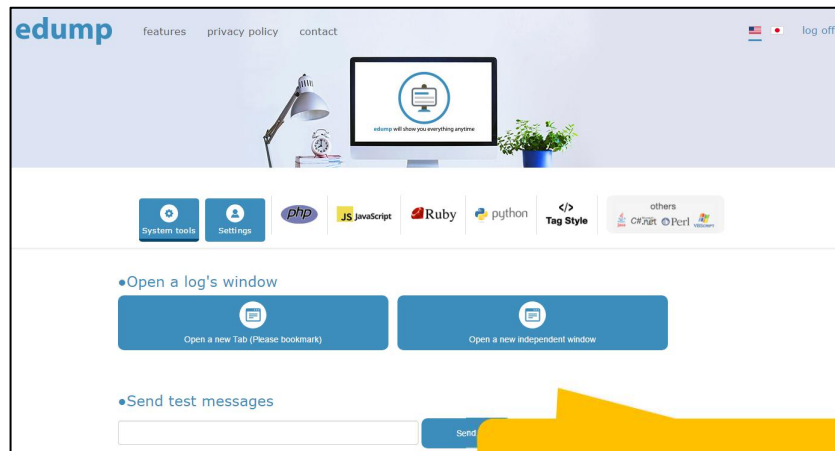 edump
features privacy policy contact
log off
edump will show you everything anytime
System tools
Settings
php
JS JavaScript
Ruby
python
</>
Tag Style
others
Java C#.net Perl VBScript
●Open a log's window
Open a new Tab (Please bookmark)
Open a new independent window
●Send test messages
Send